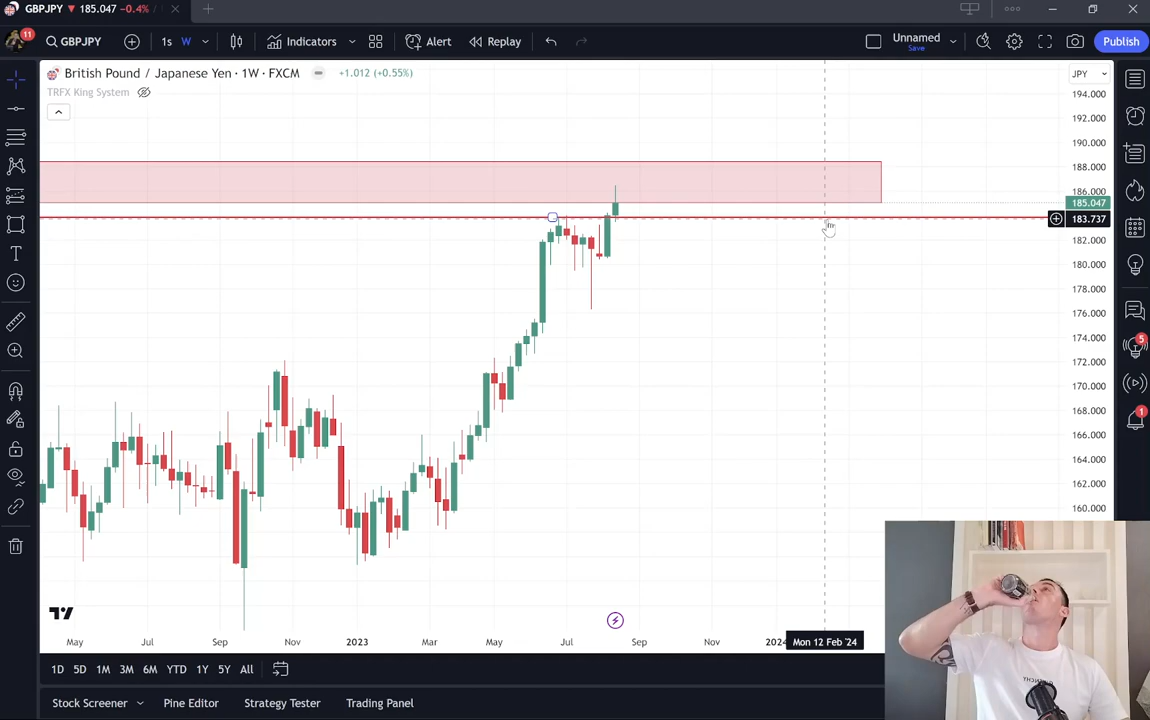 GBPJPY ▼ 185.047 −0.4% /
11
GBPJPY
1s W
Indicators
Alert
Replay
Unnamed
Save
Publish
British Pound / Japanese Yen · 1W · FXCM
+1.012 (+0.55%)
TRFX King System
JPY
194.000
192.000
190.000
188.000
186.000
185.047
183.737
182.000
180.000
178.000
176.000
174.000
172.000
170.000
168.000
166.000
164.000
162.000
160.000
5
1
May
Jul
Sep
Nov
2023
Mar
May
Jul
Sep
Nov
2024
Mon 12 Feb '24
1D
5D
1M
3M
6M
YTD
1Y
5Y
All
Stock Screener
Pine Editor
Strategy Tester
Trading Panel
GIVENCHY